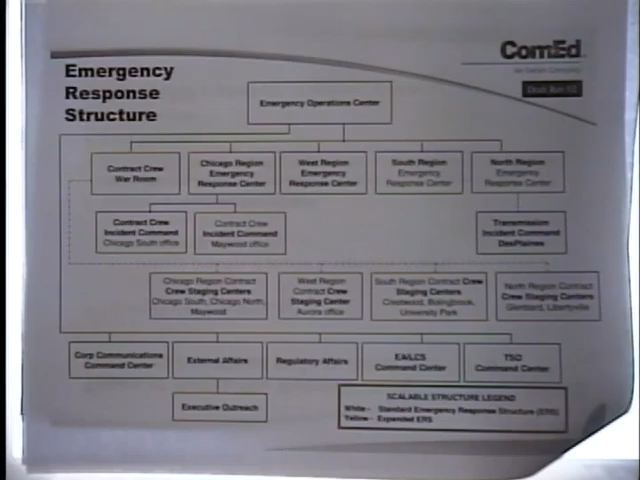 ComEd
Emergency
Response
Structure
Emergency Operations Center
Contract Crew
War Room
Chicago Region
Emergency
Response Center
West Region
Emergency
Response Center
South Region
Emergency
Response Center
North Region
Emergency
Response Center
Contract Crew
Incident Command
Chicago South office
Contract Crew
Incident Command
Maywood office
Transmission
Incident Command
DesPlaines
Chicago Region Contract
Crew Staging Centers
Chicago South, Chicago North,
Maywood
West Region
Contract Crew
Staging Center
Aurora office
South Region Contract Crew
Staging Centers
Crestwood, Bolingbrook,
University Park
North Region Contract
Crew Staging Centers
Glenbard, Libertyville
Corp Communications
Command Center
External Affairs
Regulatory Affairs
EA/LCS
Command Center
TSO
Command Center
Executive Outreach
SCALABLE STRUCTURE LEGEND
White - Standard Emergency Response Structure (ERS)
Yellow - Expanded ERS